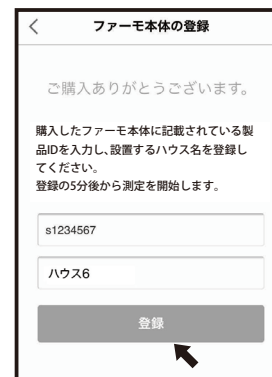 ファーモ本体の登録
ご購入ありがとうございます。
購入したファーモ本体に記載されている製
品IDを入力し、設置するハウス名を登録し
てください。
登録の5分後から測定を開始します。
s1234567
ハウス6
登録